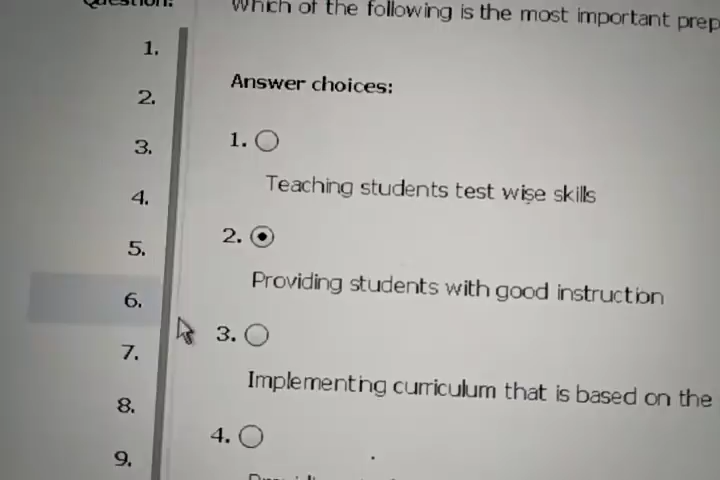 Question:
Which of the following is the most important prep
1.
2.
3.
4.
5.
6.
7.
8.
9.
Answer choices:
1.
Teaching students test wise skills
2.
Providing students with good instruction
3.
Implementing curriculum that is based on the
4.